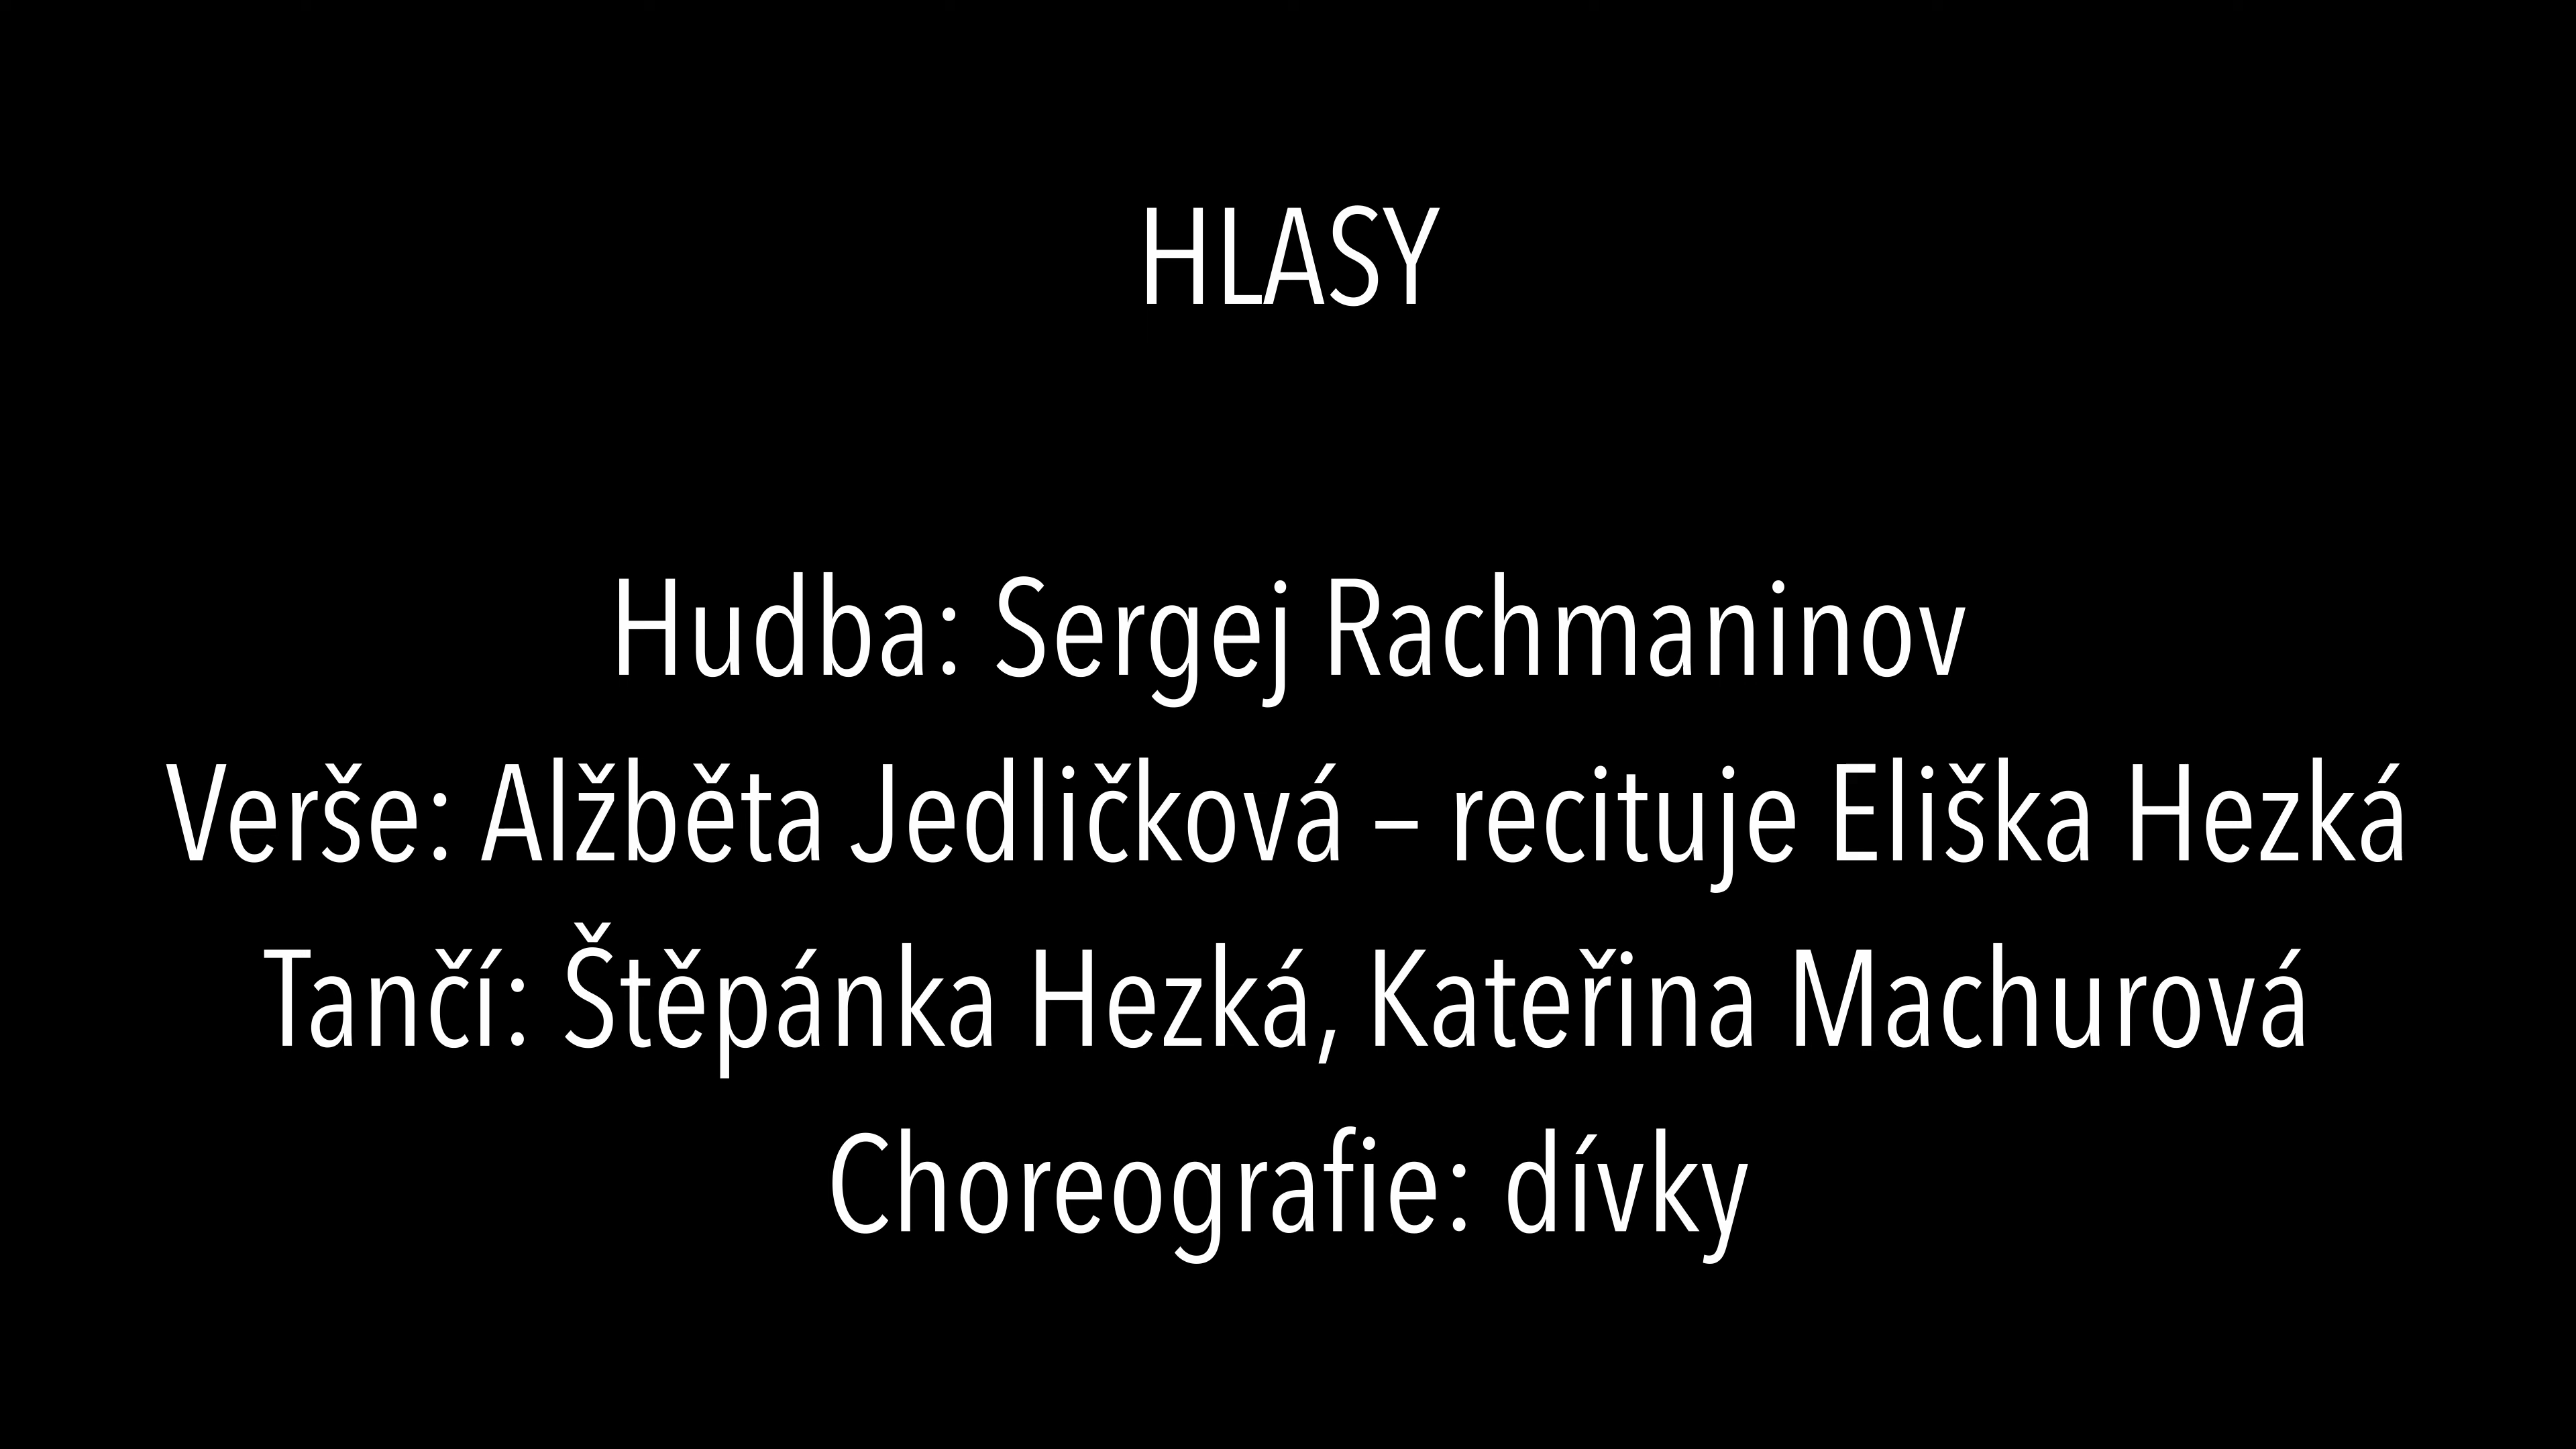 HLASY
Hudba: Sergej Rachmaninov
Verše: Alžběta Jedličková – recituje Eliška Hezká
Tančí: Štěpánka Hezká, Kateřina Machurová
Choreografie: dívky